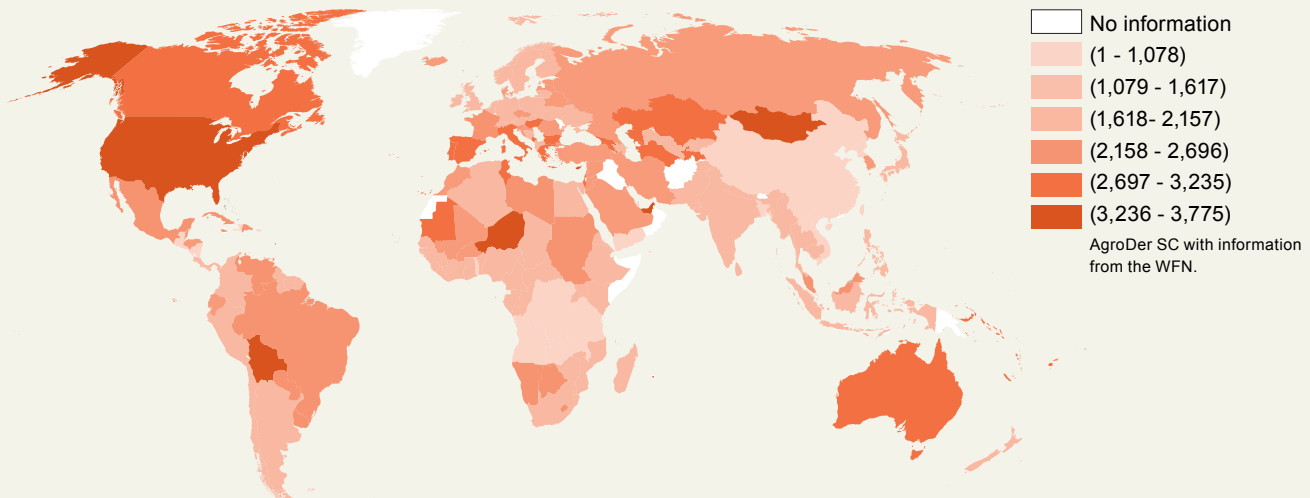 No information
(1 - 1,078)
(1,079 - 1,617)
(1,618- 2,157)
(2,158 - 2,696)
(2,697 - 3,235)
(3,236 - 3,775)
AgroDer SC with information
from the WFN.